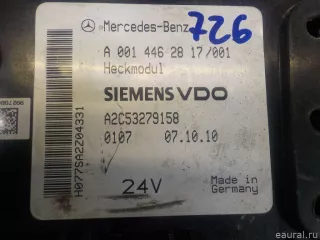 Mercedes-Benz
726
A 001 446 28 17/001
Heckmodul
SIEMENS VDO
A2C53279158
0107 07.10.10
H077SA2Z04331
24V
Made in
Germany
eaural.ru